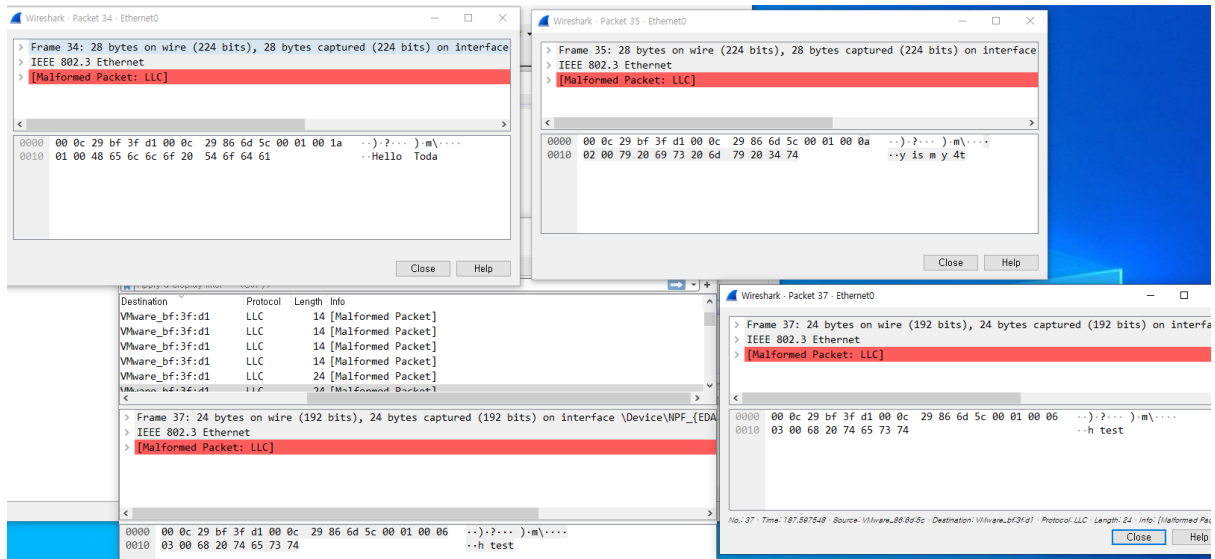 Wireshark · Packet 34 · Ethernet0
Frame 34: 28 bytes on wire (224 bits), 28 bytes captured (224 bits) on interface
IEEE 802.3 Ethernet
[Malformed Packet: LLC]
0000 00 0c 29 bf 3f d1 00 0c 29 86 6d 5c 00 01 00 1a ··)·?··· )·m\····
0010 01 00 48 65 6c 6c 6f 20 54 6f 64 61 ··Hello Toda
Close Help
Wireshark · Packet 35 · Ethernet0
Frame 35: 28 bytes on wire (224 bits), 28 bytes captured (224 bits) on interface
IEEE 802.3 Ethernet
[Malformed Packet: LLC]
0000 00 0c 29 bf 3f d1 00 0c 29 86 6d 5c 00 01 00 0a ··)·?··· )·m\····
0010 02 00 79 20 69 73 20 6d 79 20 34 74 ··y is m y 4t
Close Help
Destination Protocol Length Info
VMware_bf:3f:d1 LLC 14 [Malformed Packet]
VMware_bf:3f:d1 LLC 14 [Malformed Packet]
VMware_bf:3f:d1 LLC 14 [Malformed Packet]
VMware_bf:3f:d1 LLC 14 [Malformed Packet]
VMware_bf:3f:d1 LLC 24 [Malformed Packet]
VMware_bf:3f:d1 LLC 24 [Malformed Packet]
Frame 37: 24 bytes on wire (192 bits), 24 bytes captured (192 bits) on interface \Device\NPF_{EDA
IEEE 802.3 Ethernet
[Malformed Packet: LLC]
0000 00 0c 29 bf 3f d1 00 0c 29 86 6d 5c 00 01 00 06 ··)·?··· )·m\····
0010 03 00 68 20 74 65 73 74 ··h test
Wireshark · Packet 37 · Ethernet0
Frame 37: 24 bytes on wire (192 bits), 24 bytes captured (192 bits) on interfa
IEEE 802.3 Ethernet
[Malformed Packet: LLC]
0000 00 0c 29 bf 3f d1 00 0c 29 86 6d 5c 00 01 00 06 ··)·?··· )·m\····
0010 03 00 68 20 74 65 73 74 ··h test
No.: 37 · Time: 187.597548 · Source: VMware_86:6d:5c · Destination: VMware_bf:3f:d1 · Protocol: LLC · Length: 24 · Info: [Malformed Pac
Close Help